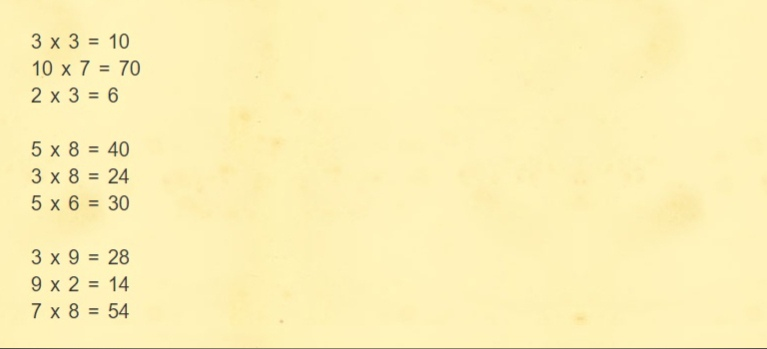 3 x 3 = 10
10 x 7 = 70
2 x 3 = 6

5 x 8 = 40
3 x 8 = 24
5 x 6 = 30

3 x 9 = 28
9 x 2 = 14
7 x 8 = 54